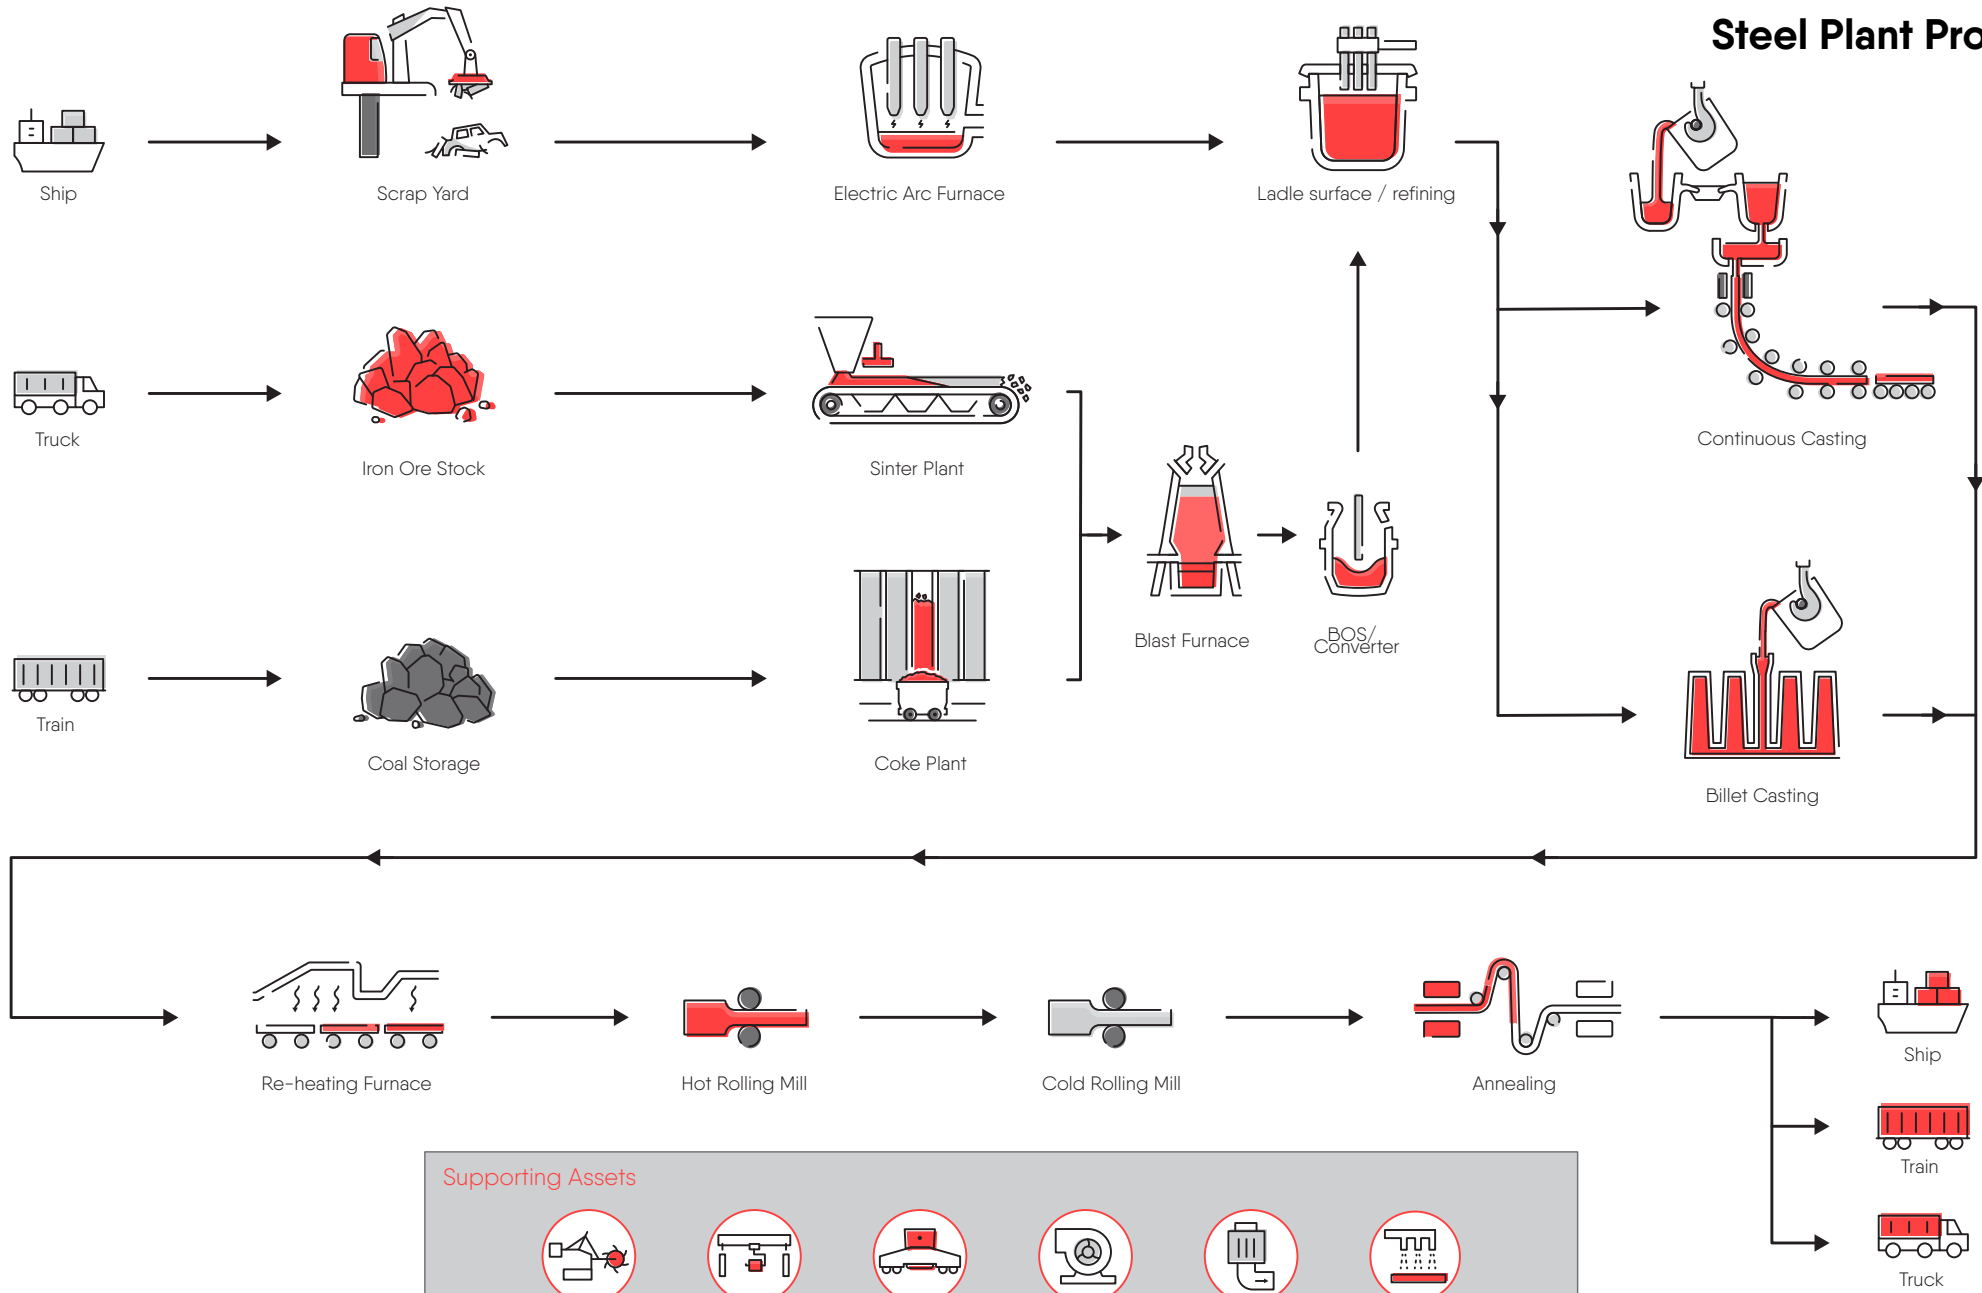 Steel Plant Pro
Ship
Scrap Yard
Electric Arc Furnace
Ladle surface / refining
Truck
Iron Ore Stock
Sinter Plant
Continuous Casting
Blast Furnace
BOS/
Converter
Train
Coal Storage
Coke Plant
Billet Casting
Re-heating Furnace
Hot Rolling Mill
Cold Rolling Mill
Annealing
Ship
Train
Truck
Supporting Assets